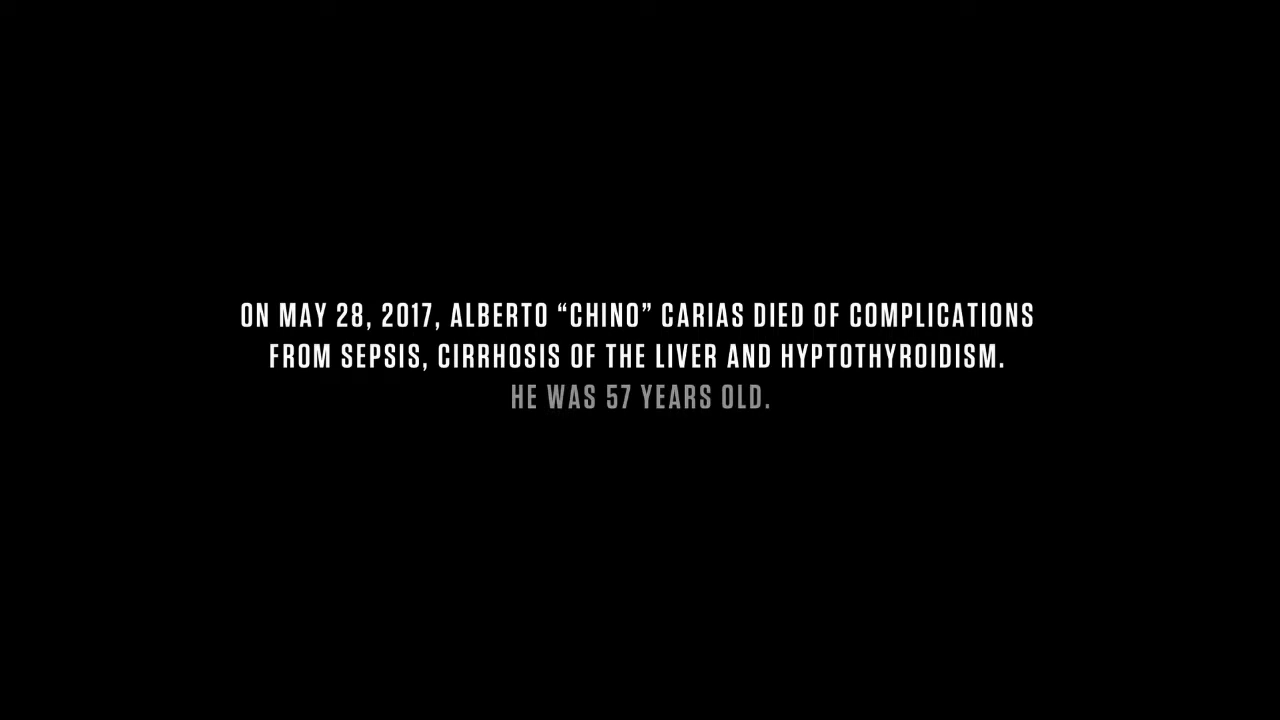 ON MAY 28, 2017, ALBERTO “CHINO” CARIAS DIED OF COMPLICATIONS
FROM SEPSIS, CIRRHOSIS OF THE LIVER AND HYPTOTHYROIDISM.
HE WAS 57 YEARS OLD.